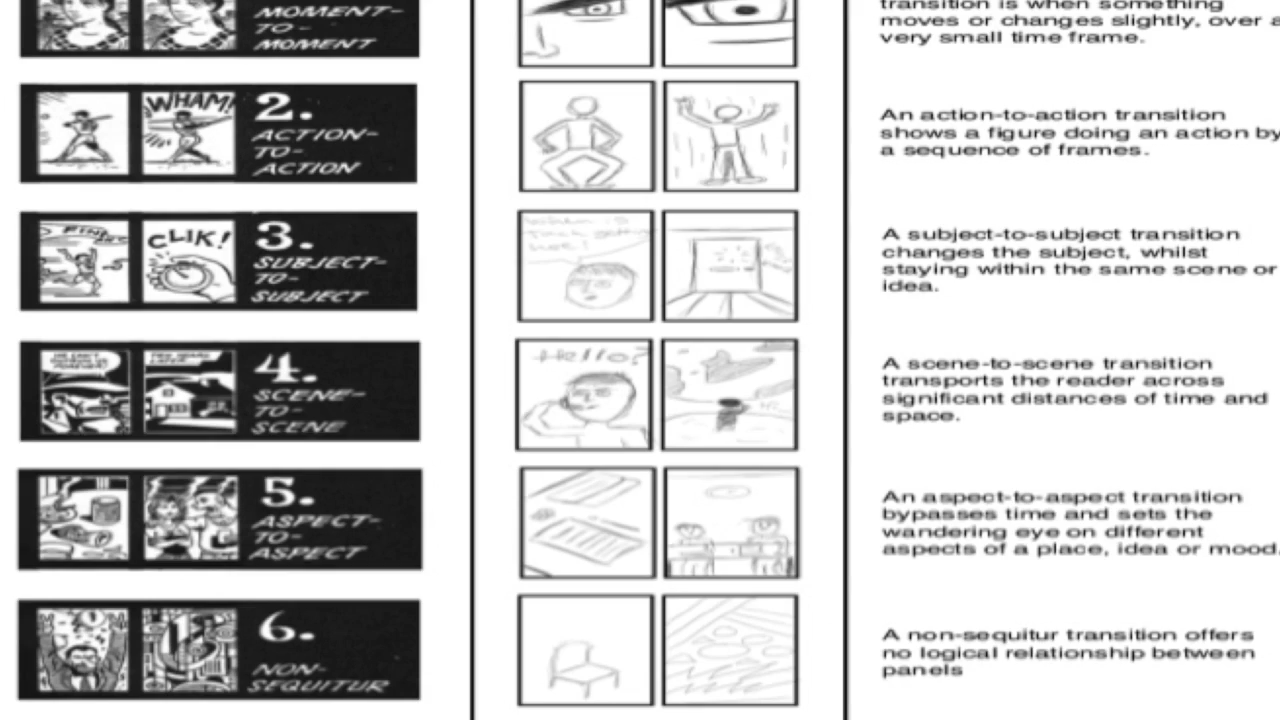 MOMENT-
TO-
MOMENT
transition is when something
moves or changes slightly, over a
very small time frame.
WHAM!
2.
ACTION-
TO-
ACTION
An action-to-action transition
shows a figure doing an action by
a sequence of frames.
CLIK!
3.
SUBJECT-
TO-
SUBJECT
A subject-to-subject transition
changes the subject, whilst
staying within the same scene or
idea.
4.
SCENE-
TO-
SCENE
Hello?
A scene-to-scene transition
transports the reader across
significant distances of time and
space.
5.
ASPECT-
TO-
ASPECT
An aspect-to-aspect transition
bypasses time and sets the
wandering eye on different
aspects of a place, idea or mood.
6.
NON-
SEQUITUR
A non-sequitur transition offers
no logical relationship between
panels